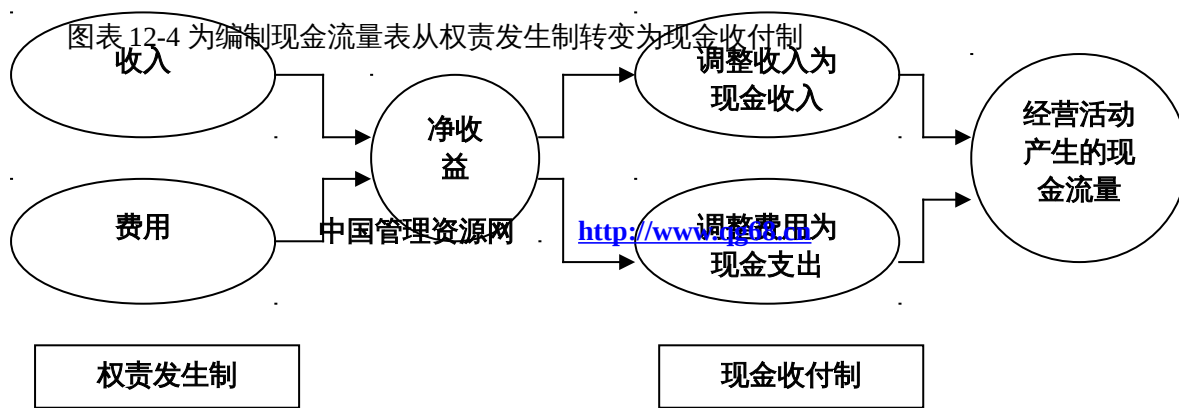 图表 12-4 为编制现金流量表从权责发生制转变为现金收付制
收入
费用
净收
益
调整收入为
现金收入
调整费用为
现金支出
经营活动
产生的现
金流量
中国管理资源网
http://www.qg68.cn
权责发生制
现金收付制